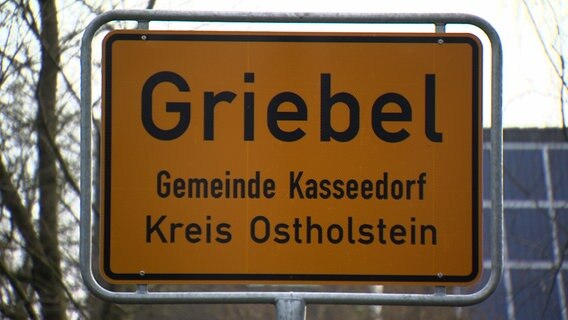 Griebel
Gemeinde Kasseedorf
Kreis Ostholstein